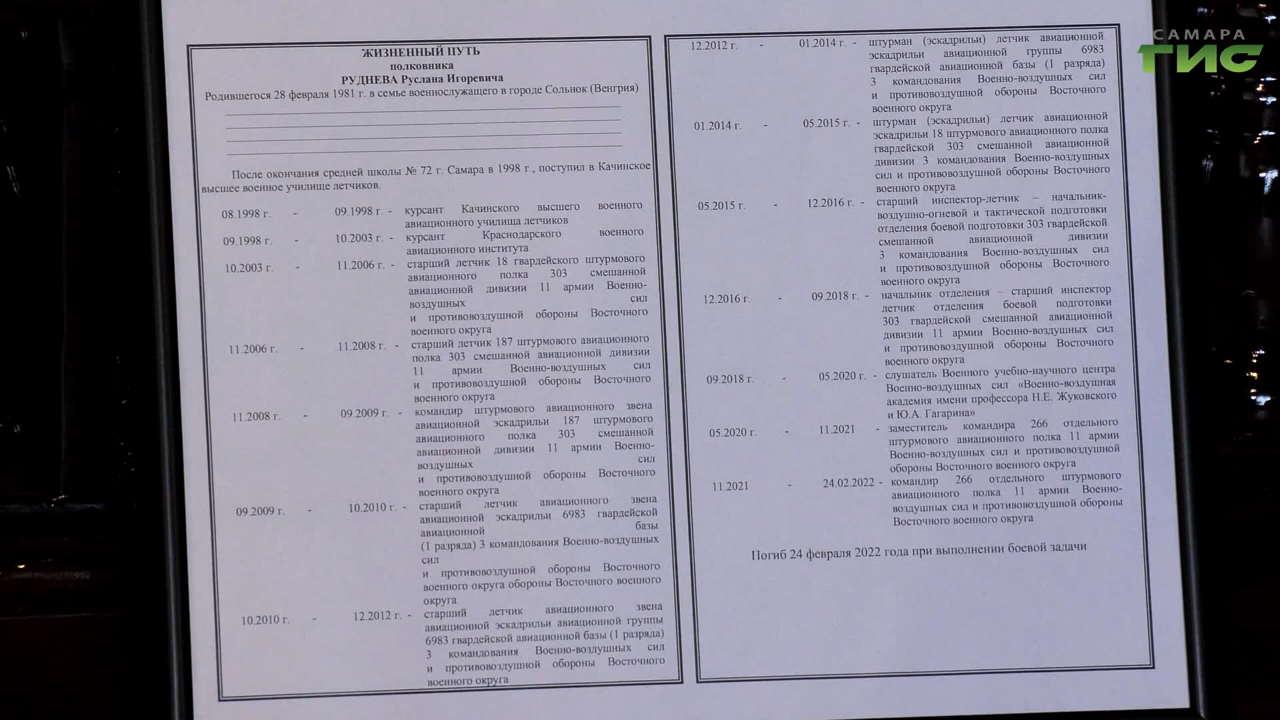 ЖИЗНЕННЫЙ ПУТЬ
полковника
РУДНЕВА Руслана Игоревича
Родившегося 28 февраля 1981 г. в семье военнослужащего в городе Сольнок (Венгрия)
После окончания средней школы № 72 г. Самара в 1998 г., поступил в Качинское
высшее военное училище летчиков.
08.1998 г. - 09.1998 г. - курсант Качинского высшего военного
авиационного училища летчиков
09.1998 г. - 10.2003 г. - курсант Краснодарского военного
авиационного института
10.2003 г. - 11.2006 г. - старший летчик 18 гвардейского штурмового
авиационного полка 303 смешанной
авиационной дивизии 11 армии Военно-
воздушных сил
и противовоздушной обороны Восточного
военного округа
11.2006 г. - 11.2008 г. - старший летчик 187 штурмового авиационного
полка 303 смешанной авиационной дивизии
11 армии Военно-воздушных сил
и противовоздушной обороны Восточного
военного округа
11.2008 г. - 09.2009 г. - командир штурмового авиационного звена
авиационной эскадрильи 187 штурмового
авиационного полка 303 смешанной
авиационной дивизии 11 армии Военно-
воздушных сил
и противовоздушной обороны Восточного
военного округа
09.2009 г. - 10.2010 г. - старший летчик авиационного звена
авиационной эскадрильи 6983 гвардейской
авиационной базы
(1 разряда) 3 командования Военно-воздушных
сил
и противовоздушной обороны Восточного
военного округа обороны Восточного военного
округа
10.2010 г. - 12.2012 г. - старший летчик авиационного звена
авиационной эскадрильи авиационной группы
6983 гвардейской авиационной базы (1 разряда)
3 командования Военно-воздушных сил
и противовоздушной обороны Восточного
военного округа
12.2012 г. - 01.2014 г. - штурман (эскадрильи) летчик авиационной
эскадрильи авиационной группы 6983
гвардейской авиационной базы (1 разряда)
3 командования Военно-воздушных сил
и противовоздушной обороны Восточного
военного округа
01.2014 г. - 05.2015 г. - штурман (эскадрильи) летчик авиационной
эскадрильи 18 штурмового авиационного полка
гвардейской 303 смешанной авиационной
дивизии 3 командования Военно-воздушных
сил и противовоздушной обороны Восточного
военного округа
05.2015 г. - 12.2016 г. - старший инспектор-летчик – начальник-
воздушно-огневой и тактической подготовки
отделения боевой подготовки 303 гвардейской
смешанной авиационной дивизии
3 командования Военно-воздушных сил
и противовоздушной обороны Восточного
военного округа
12.2016 г. - 09.2018 г. - начальник отделения – старший инспектор
летчик отделения боевой подготовки
303 гвардейской смешанной авиационной
дивизии 11 армии Военно-воздушных сил
и противовоздушной обороны Восточного
военного округа
09.2018 г. - 05.2020 г. - слушатель Военного учебно-научного центра
Военно-воздушных сил «Военно-воздушная
академия имени профессора Н.Е. Жуковского
и Ю.А. Гагарина»
05.2020 г. - 11.2021 - заместитель командира 266 отдельного
штурмового авиационного полка 11 армии
Военно-воздушных сил и противовоздушной
обороны Восточного военного округа
11.2021 - 24.02.2022 - командир 266 отдельного штурмового
авиационного полка 11 армии Военно-
воздушных сил и противовоздушной обороны
Восточного военного округа
Погиб 24 февраля 2022 года при выполнении боевой задачи
САМАРА
ГИС